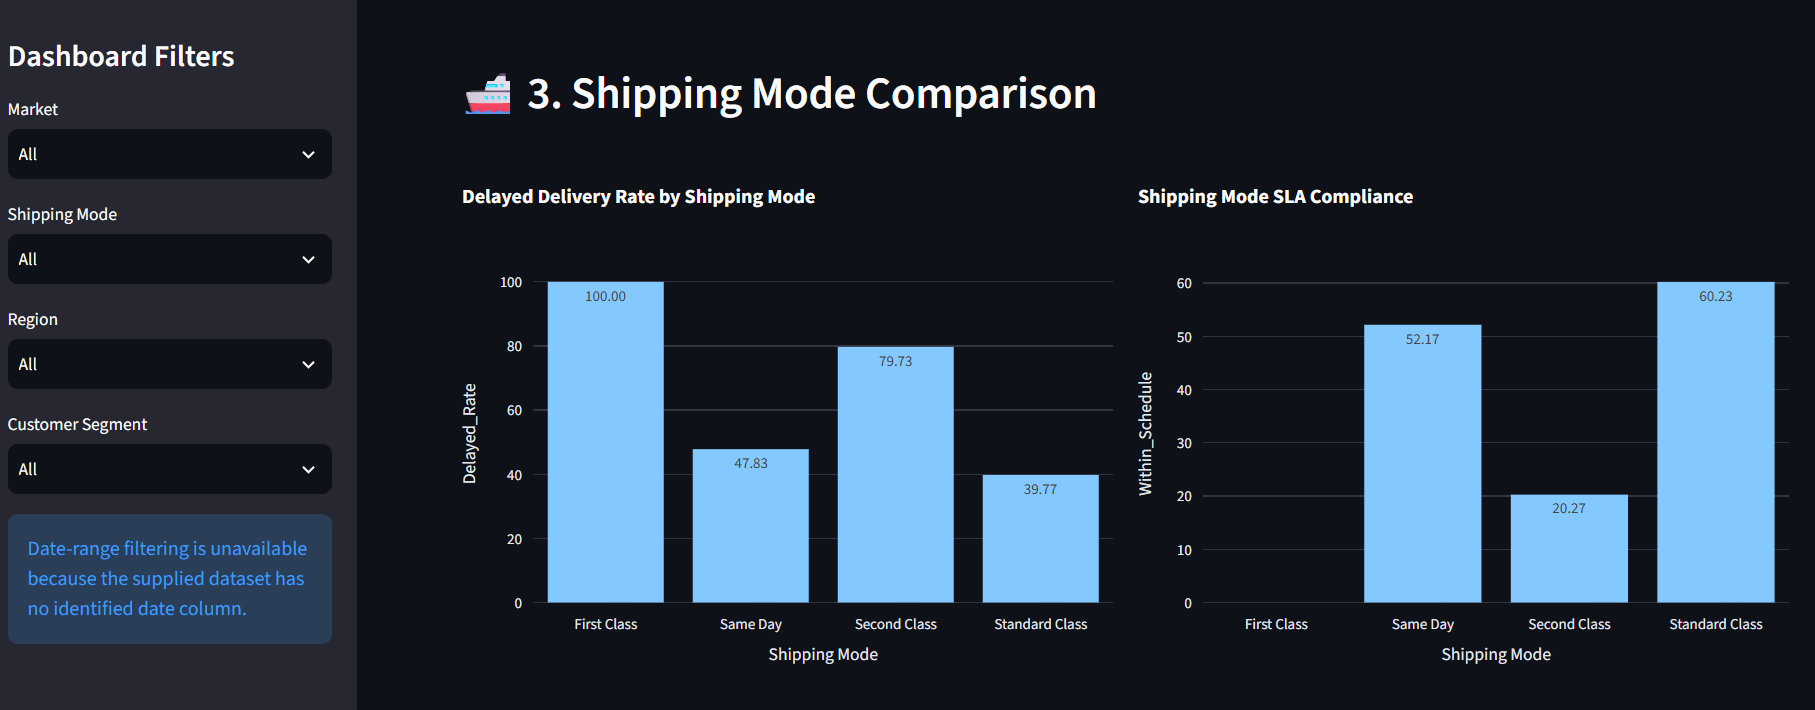 Dashboard Filters
Market
All
Shipping Mode
All
Region
All
Customer Segment
All
Date-range filtering is unavailable
because the supplied dataset has
no identified date column.
3. Shipping Mode Comparison
Delayed Delivery Rate by Shipping Mode
100
80
60
40
20
0
Delayed_Rate
100.00
47.83
79.73
39.77
First Class
Same Day
Second Class
Standard Class
Shipping Mode
Shipping Mode SLA Compliance
60
50
40
30
20
10
0
Within_Schedule
52.17
20.27
60.23
First Class
Same Day
Second Class
Standard Class
Shipping Mode